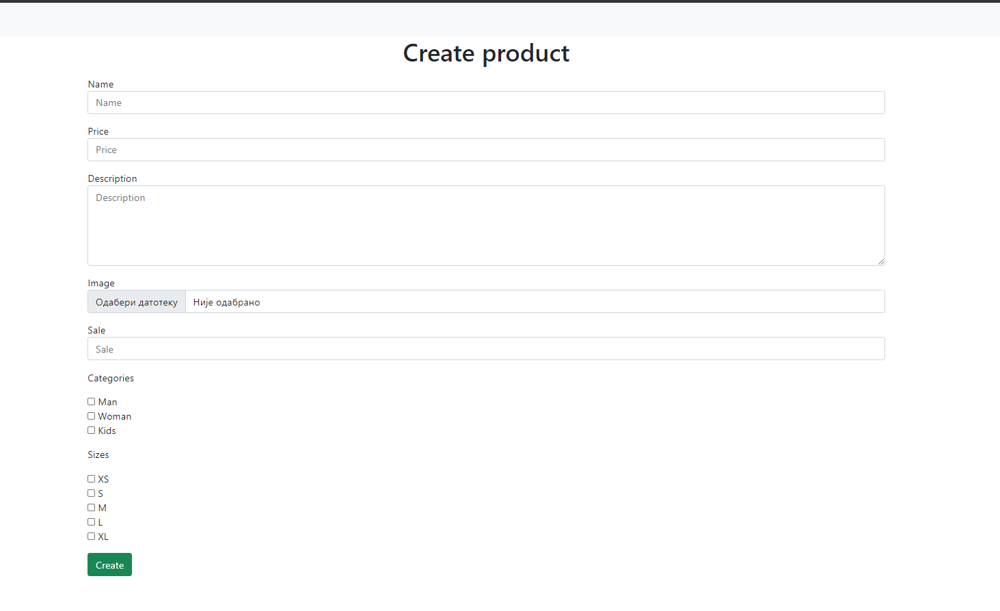 Create product
Name
Name
Price
Price
Description
Description
Image
Одабери датотеку Није одабрано
Sale
Sale
Categories
Man
Woman
Kids
Sizes
XS
S
M
L
XL
Create